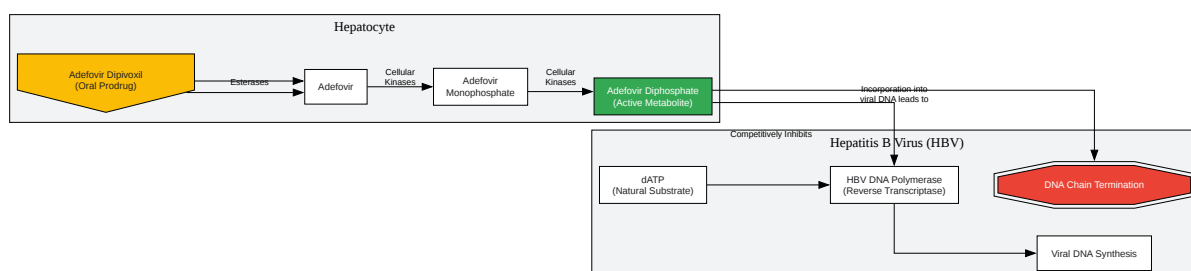 Hepatocyte
Adefovir Dipivoxil
(Oral Prodrug)
Esterases
Adefovir
Cellular
Kinases
Adefovir
Monophosphate
Cellular
Kinases
Adefovir Diphosphate
(Active Metabolite)
Incorporation into
viral DNA leads to
Competitively Inhibits
Hepatitis B Virus (HBV)
dATP
(Natural Substrate)
HBV DNA Polymerase
(Reverse Transcriptase)
DNA Chain Termination
Viral DNA Synthesis